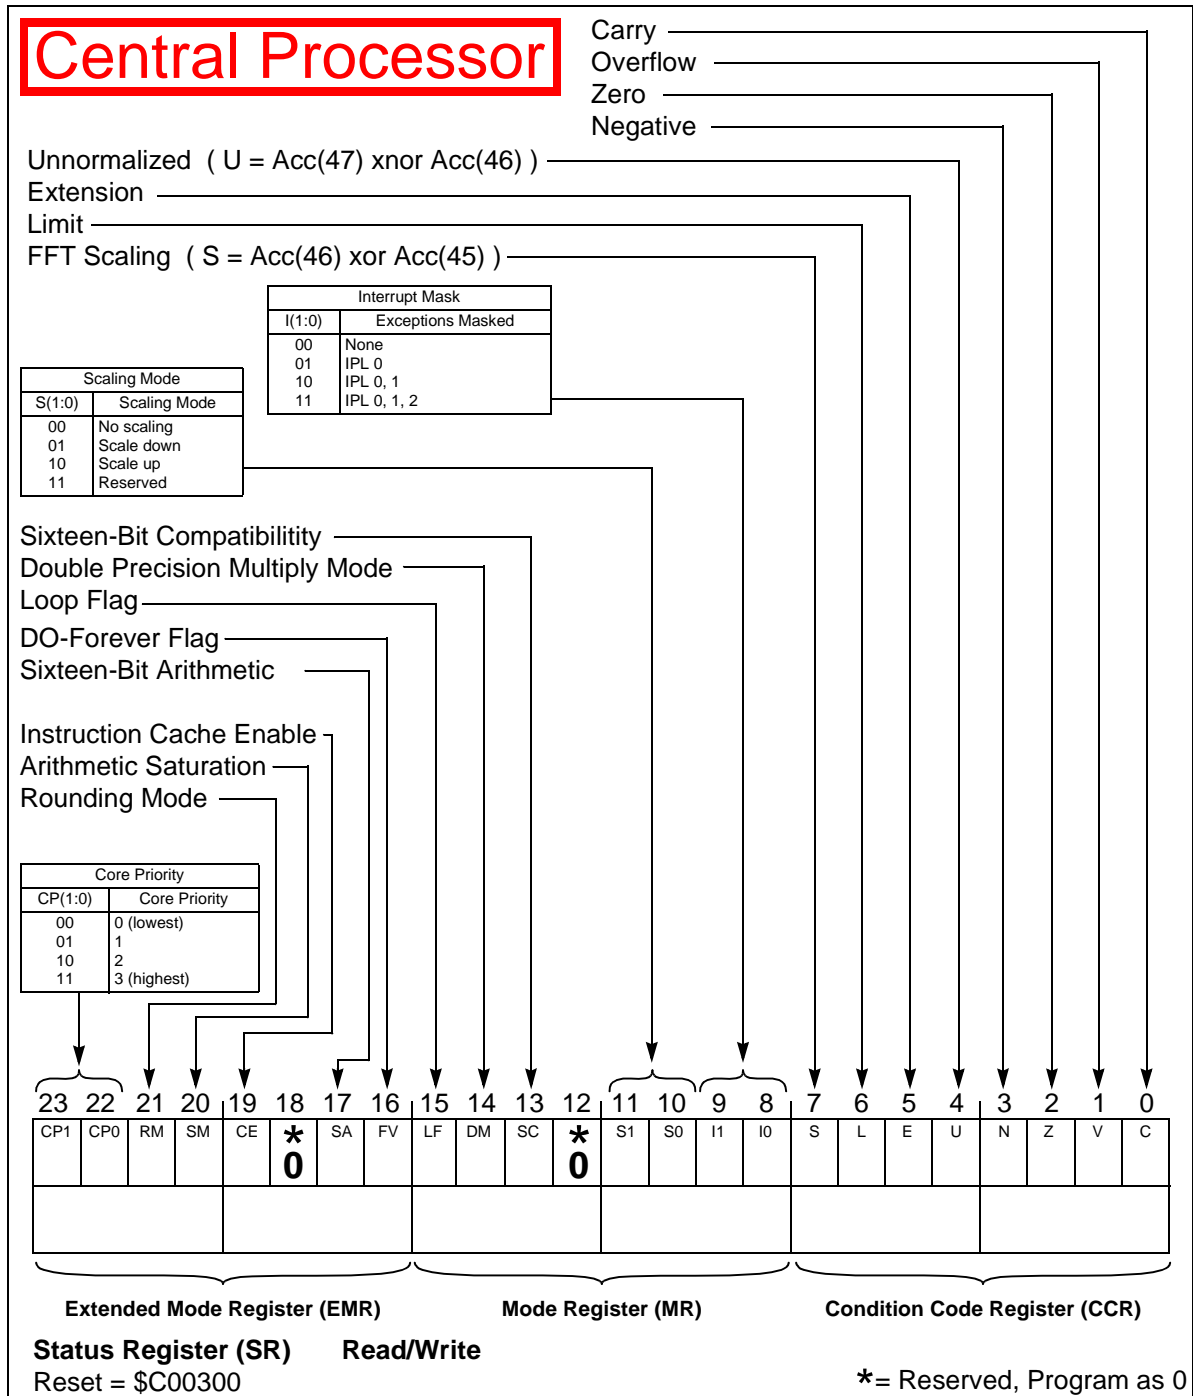 Central Processor
Carry
Overflow
Zero
Negative
Unnormalized ( U = Acc(47) xnor Acc(46) )
Extension
Limit
FFT Scaling ( S = Acc(46) xor Acc(45) )
Interrupt Mask
I(1:0) Exceptions Masked
00 None
01 IPL 0
10 IPL 0, 1
11 IPL 0, 1, 2
Scaling Mode
S(1:0) Scaling Mode
00 No scaling
01 Scale down
10 Scale up
11 Reserved
Sixteen-Bit Compatibilitity
Double Precision Multiply Mode
Loop Flag
DO-Forever Flag
Sixteen-Bit Arithmetic
Instruction Cache Enable
Arithmetic Saturation
Rounding Mode
Core Priority
CP(1:0) Core Priority
00 0 (lowest)
01 1
10 2
11 3 (highest)
23 22 21 20 19 18 17 16 15 14 13 12 11 10 9 8 7 6 5 4 3 2 1 0
CP1 CP0 RM SM CE * SA FV LF DM SC * S1 S0 I1 I0 S L E U N Z V C
0 0
Extended Mode Register (EMR) Mode Register (MR) Condition Code Register (CCR)
Status Register (SR) Read/Write
Reset = $C00300
*= Reserved, Program as 0